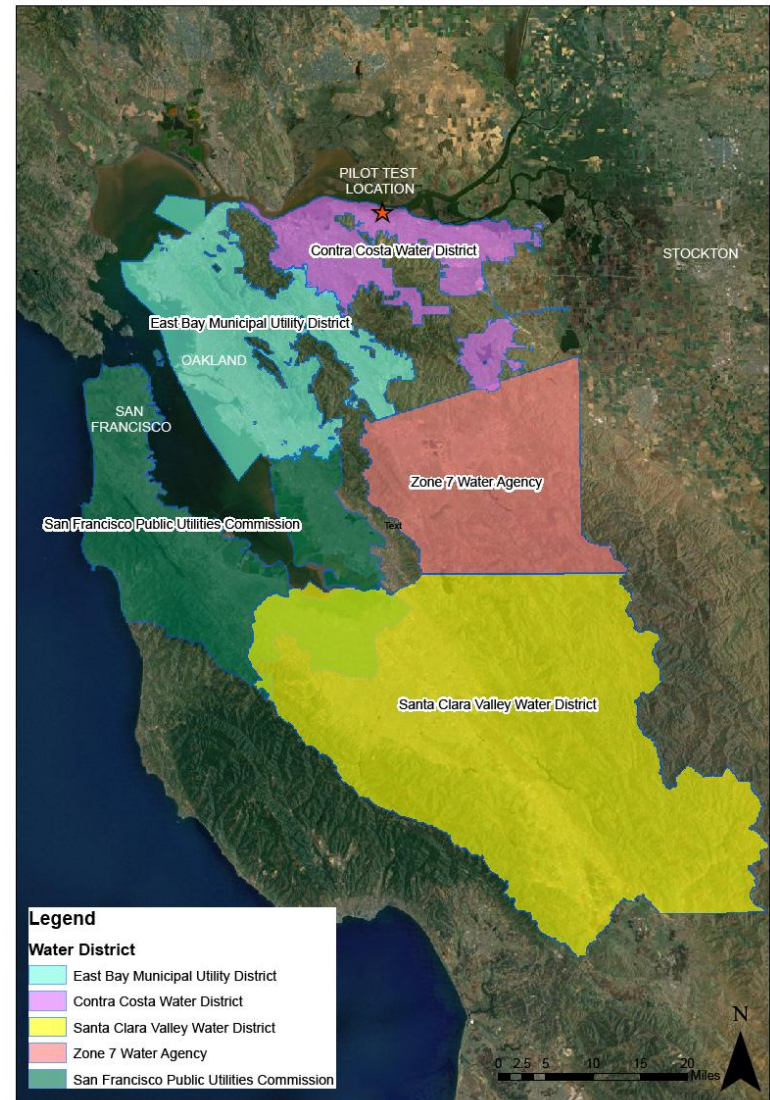 PILOT TEST
LOCATION
Contra Costa Water District
STOCKTON
East Bay Municipal Utility District
OAKLAND
SAN
FRANCISCO
Zone 7 Water Agency
San Francisco Public Utilities Commission
Text
Santa Clara Valley Water District
Legend
Water District
East Bay Municipal Utility District
Contra Costa Water District
Santa Clara Valley Water District
Zone 7 Water Agency
San Francisco Public Utilities Commission
N
0 2.5 5 10 15 20
Miles